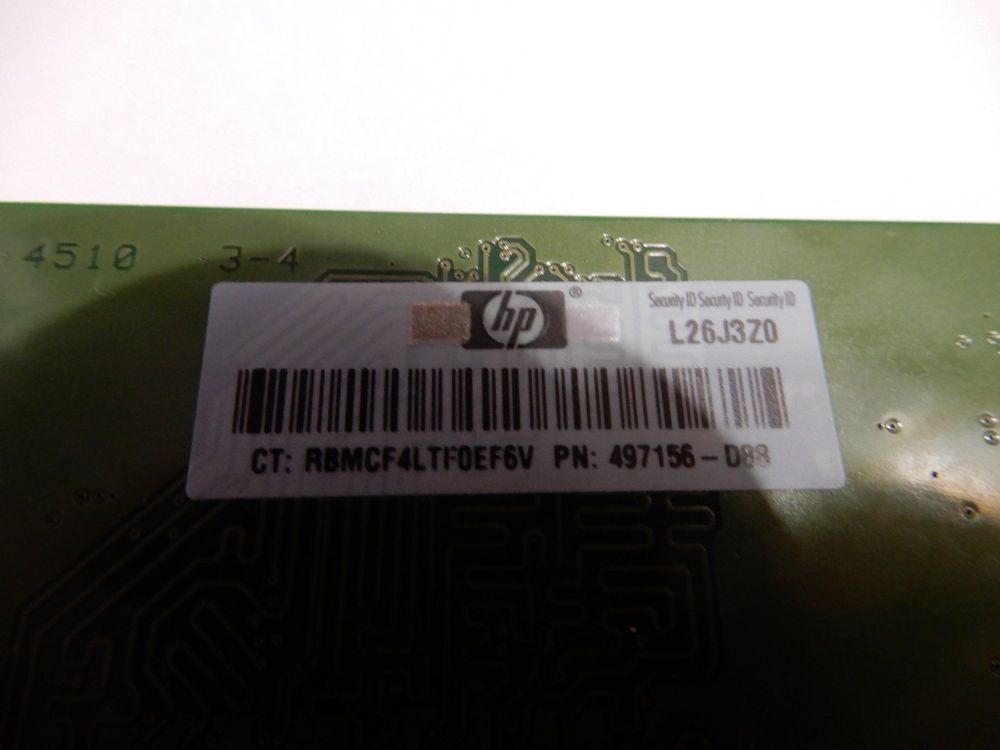 4510 3-4
hp®
Security ID Security ID Security ID
L26J3Z0
CT: RBMCF4LTF0EF6V PN: 497156-D88